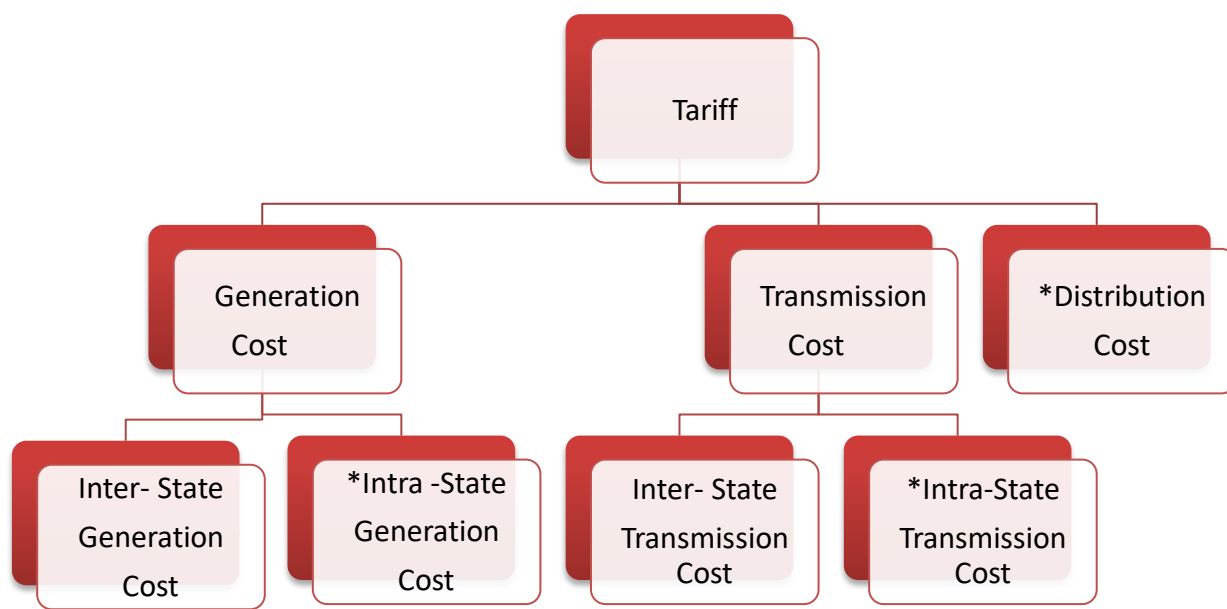 Tariff
Generation
Cost
Transmission
Cost
*Distribution
Cost
Inter- State
Generation
Cost
*Intra -State
Generation
Cost
Inter- State
Transmission
Cost
*Intra-State
Transmission
Cost